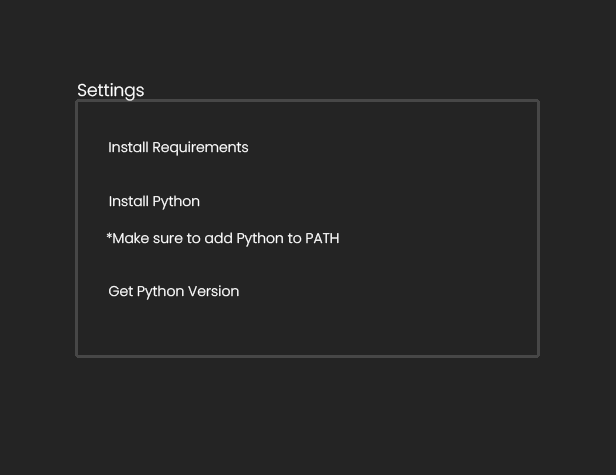 Settings
Install Requirements
Install Python
*Make sure to add Python to PATH
Get Python Version